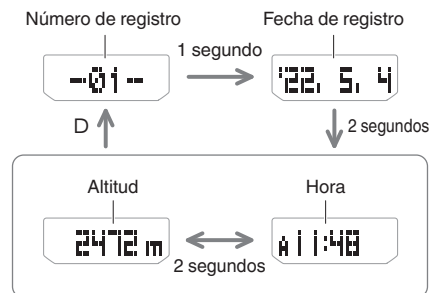 Número de registro
Fecha de registro
-01--
1 segundo
'22. 5. 4
D
2 segundos
Altitud
Hora
2472 m
2 segundos
A 11:48